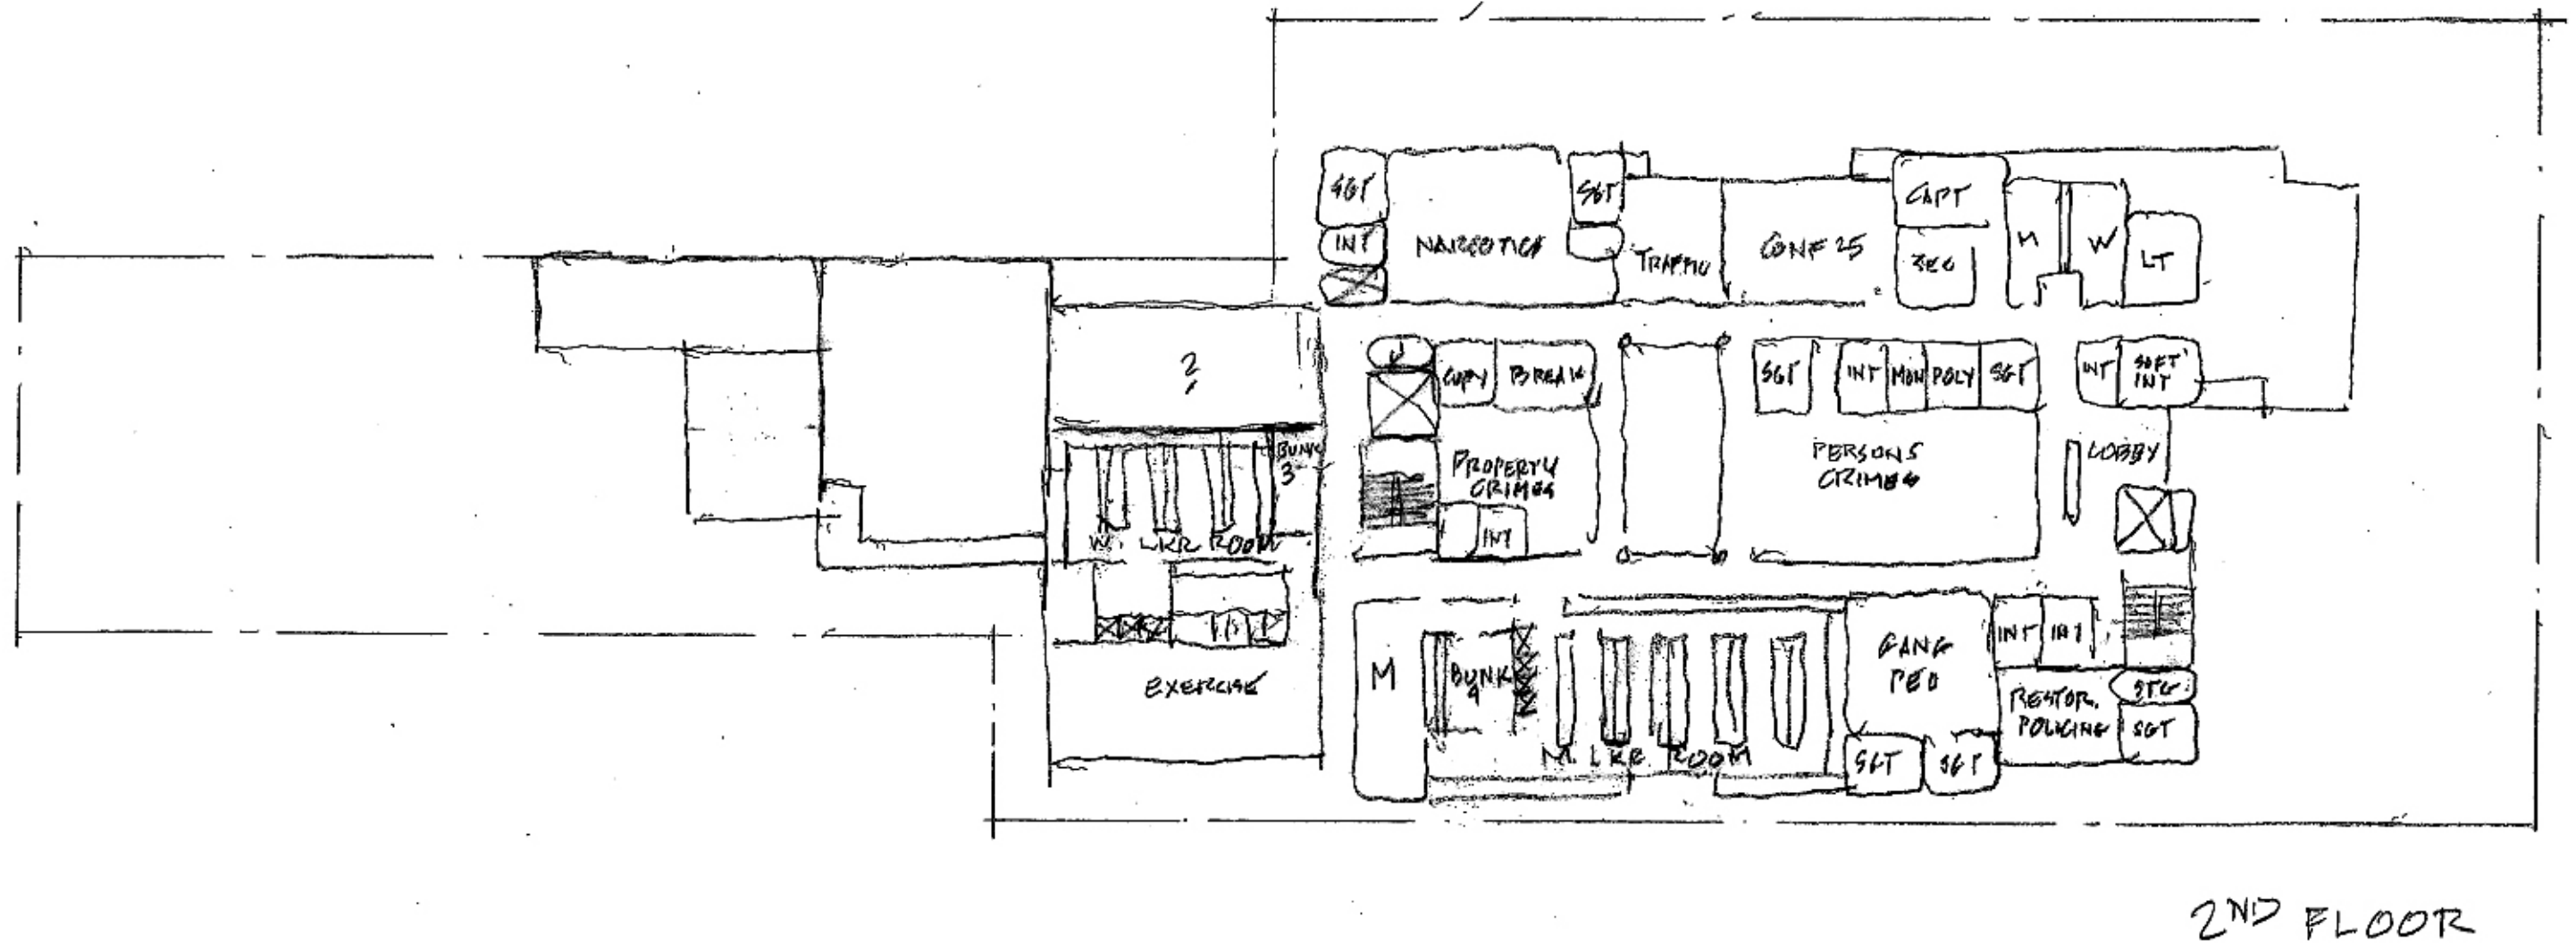 SGT
SGT
CAPT
INT
NARCOTICS
TRAFFIC
CONF 25
SEC
M
W
LT
?
J
COPY
BREAK
SGT
INT
MON
POLY
SGT
INT
SOFT
INT
BUNK
3
PROPERTY
CRIMES
PERSONS
CRIMES
LOBBY
W. LKR ROOM
INT
EXERCISE
M
BUNK
4
M. LKR ROOM
GANG
PED
INT
INT
RESTOR.
POLICING
STG
SGT
SGT
SGT
2ND FLOOR